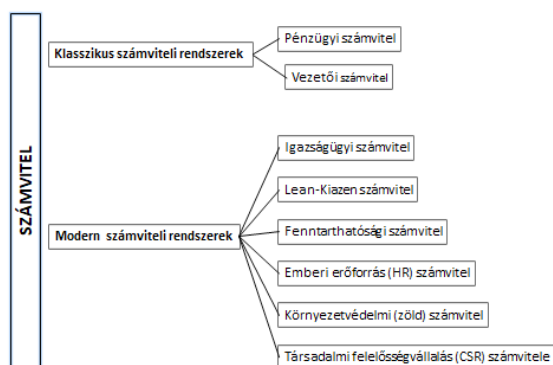 SZÁMVITEL
Klasszikus számviteli rendszerek
Pénzügyi számvitel
Vezetői számvitel
Modern számviteli rendszerek
Igazságügyi számvitel
Lean-Kiazen számvitel
Fenntarthatósági számvitel
Emberi erőforrás (HR) számvitel
Környezetvédelmi (zöld) számvitel
Társadalmi felelősségvállalás (CSR) számvitele